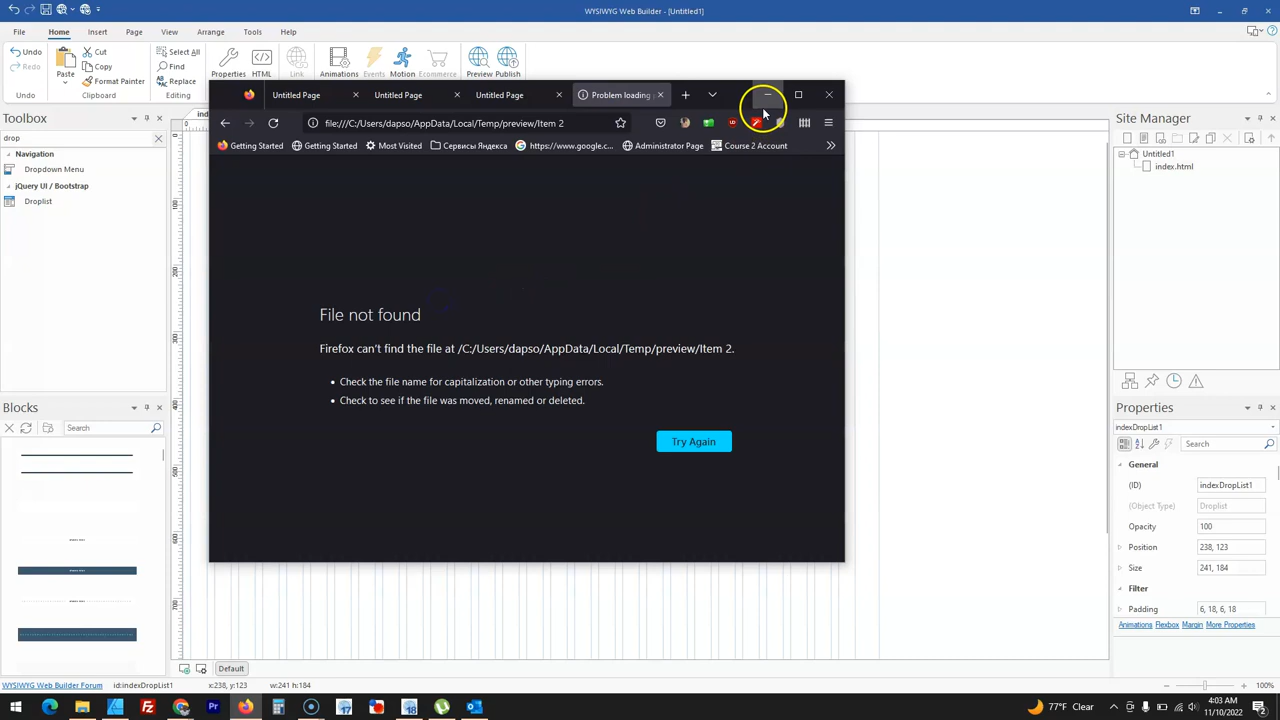 WYSIWYG Web Builder - [Untitled1]
File Home Insert Page View Arrange Tools Help
Undo
Redo
Undo
Paste
Cut
Copy
Format Painter
Clipboard
Select All
Find
Replace
Editing
Properties HTML Link Animations Events Motion Ecommerce Preview Publish
Toolbox
drop
Navigation
Dropdown Menu
jQuery UI / Bootstrap
Droplist
Blocks
Search
Untitled Page Untitled Page Untitled Page Problem loading
file:///C:/Users/dapso/AppData/Local/Temp/preview/Item 2
Getting Started Getting Started Most Visited Сервисы Яндекса https://www.google.c... Administrator Page Course 2 Account
File not found
Firefox can't find the file at /C:/Users/dapso/AppData/Local/Temp/preview/Item 2.
Check the file name for capitalization or other typing errors.
Check to see if the file was moved, renamed or deleted.
Try Again
Site Manager
Untitled1
index.html
Properties
indexDropList1
Search
General
(ID) indexDropList1
(Object Type) Droplist
Opacity 100
Position 238, 123
Size 241, 184
Filter
Padding 6, 18, 6, 18
Animations Flexbox Margin More Properties
Default
WYSIWYG Web Builder Forum id:indexDropList1 x:238, y:123 w:241 h:184 100%
77°F Clear
4:03 AM
11/10/2022